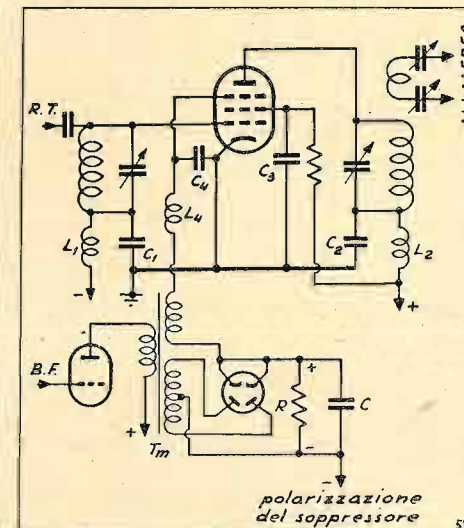 R.T.
C4
C3
L4
L1
C1
C2
L2
-
+
B.F.
+
Tm
R
+
-
C
-
polarizzazione
del soppressore